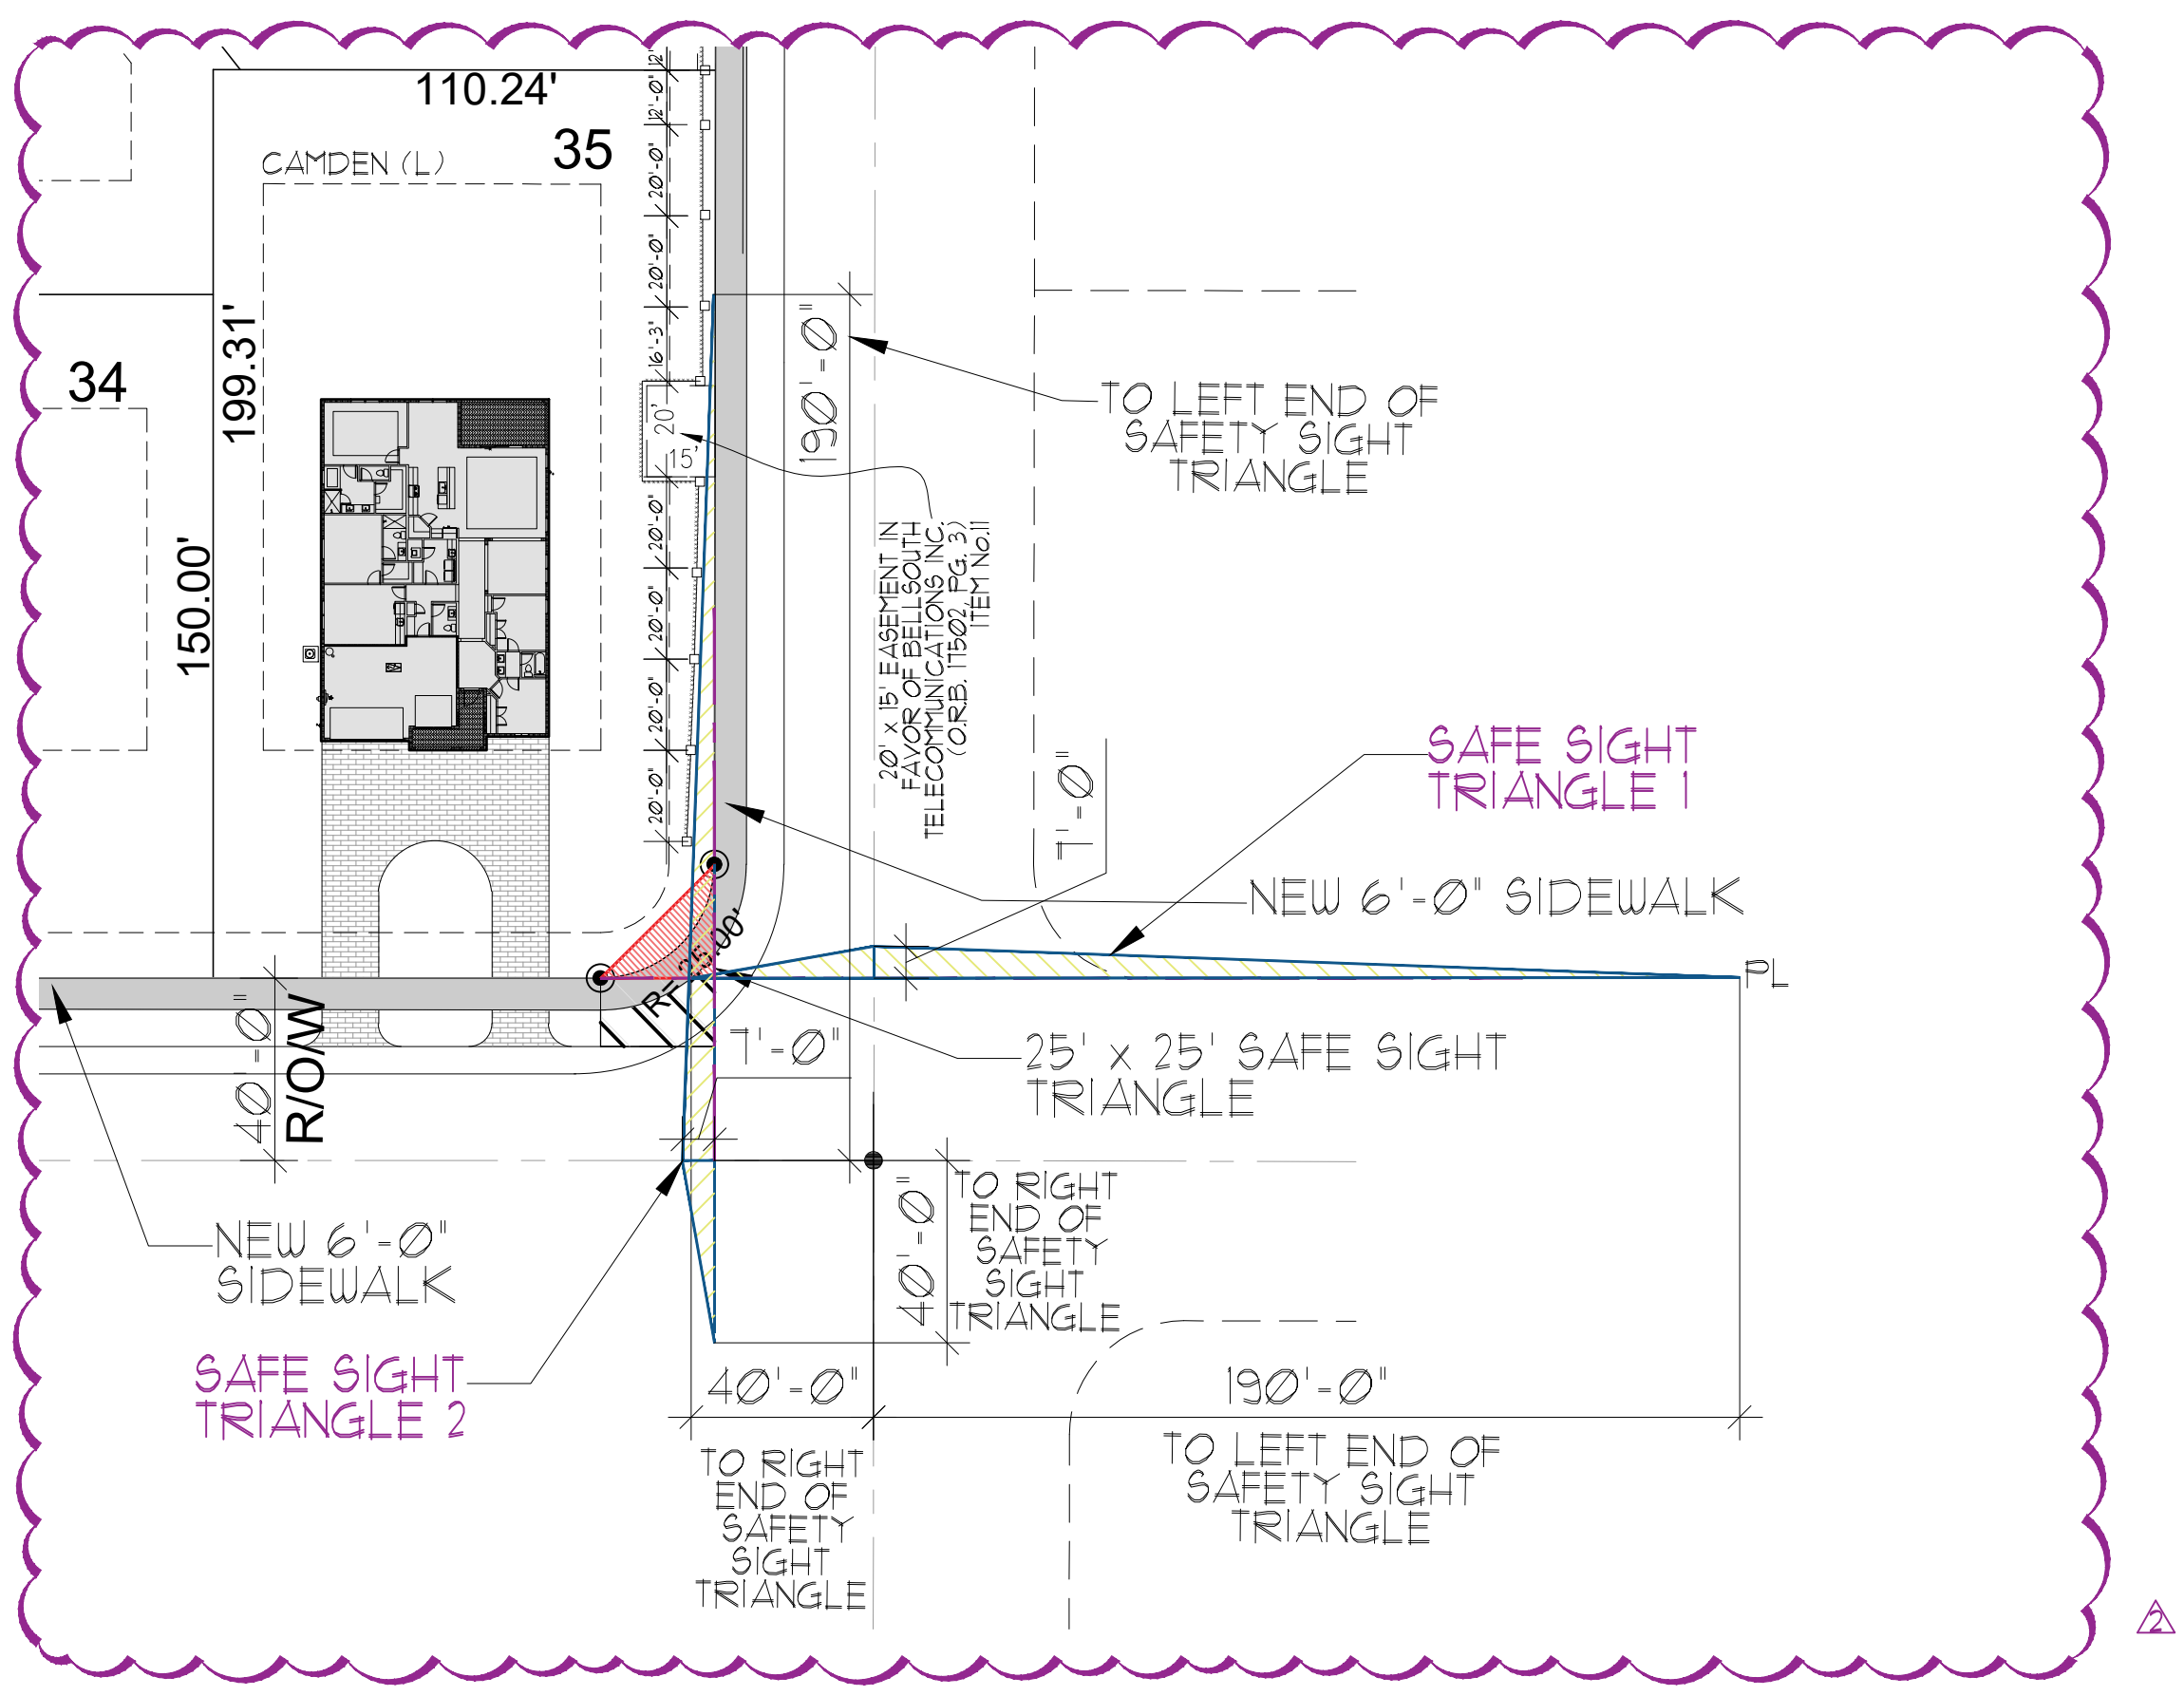 110.24'
35
CAMDEN (L)
12'
12'-0"
20'-0"
20'-0"
16'-3"
199.31'
34
150.00'
20'
15'
190'-0"
TO LEFT END OF
SAFETY SIGHT
TRIANGLE
20'-0"
20'-0"
20'-0"
20'-0"
20' x 15' EASEMENT IN
FAVOR OF BELLSOUTH
TELECOMMUNICATIONS INC.
(O.R.B. 17502, PG. 3)
ITEM No.11
7'-0"
SAFE SIGHT
TRIANGLE 1
NEW 6'-0" SIDEWALK
R=25.00'
PL
40'-0"
R/O/W
7'-0"
25' x 25' SAFE SIGHT
TRIANGLE
NEW 6'-0"
SIDEWALK
40'-0"
TO RIGHT
END OF
SAFETY
SIGHT
TRIANGLE
SAFE SIGHT
TRIANGLE 2
40'-0"
190'-0"
TO RIGHT
END OF
SAFETY
SIGHT
TRIANGLE
TO LEFT END OF
SAFETY SIGHT
TRIANGLE
2